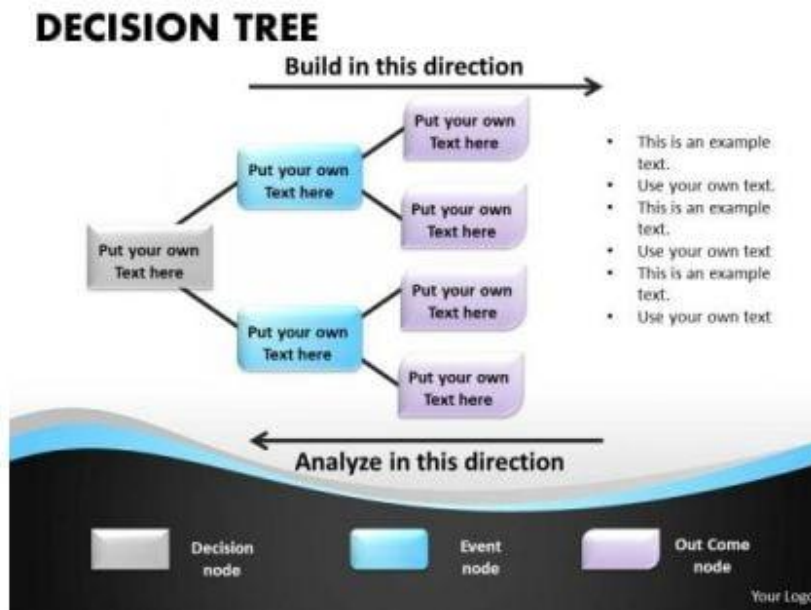 DECISION TREE
Build in this direction
Put your own
Text here
Put your own
Text here
Put your own
Text here
Put your own
Text here
Put your own
Text here
Put your own
Text here
Put your own
Text here
• This is an example
text.
• Use your own text.
• This is an example
text.
• Use your own text
• This is an example
text.
• Use your own text
Analyze in this direction
Decision
node
Event
node
Out Come
node
Your Logo